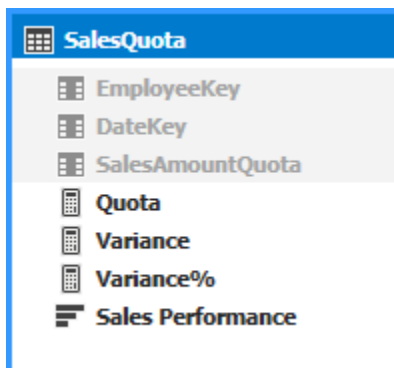 SalesQuota
EmployeeKey
DateKey
SalesAmountQuota
Quota
Variance
Variance%
Sales Performance